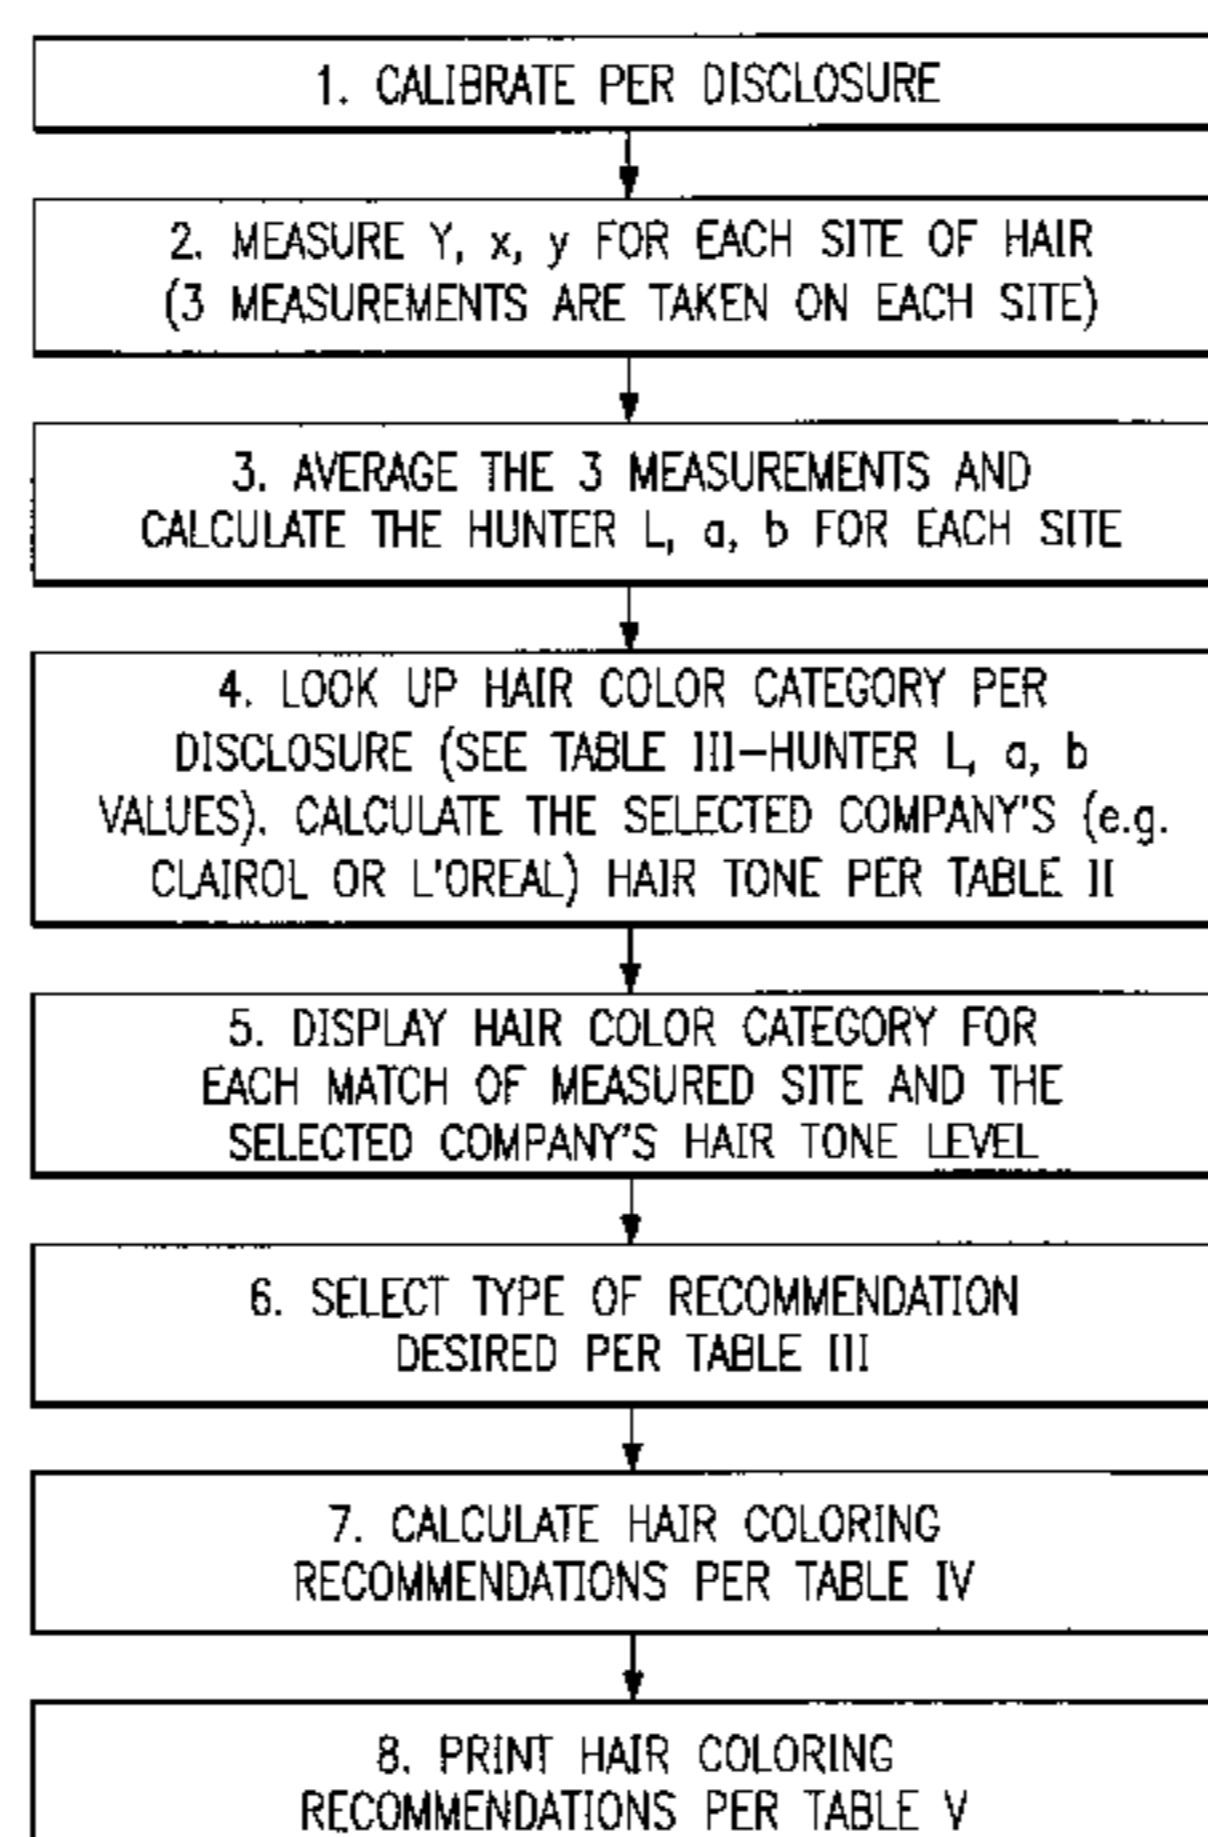 1. CALIBRATE PER DISCLOSURE
2. MEASURE Y, x, y FOR EACH SITE OF HAIR
(3 MEASUREMENTS ARE TAKEN ON EACH SITE)
3. AVERAGE THE 3 MEASUREMENTS AND
CALCULATE THE HUNTER L, a, b FOR EACH SITE
4. LOOK UP HAIR COLOR CATEGORY PER
DISCLOSURE (SEE TABLE III-HUNTER L, a, b
VALUES). CALCULATE THE SELECTED COMPANY'S (e.g.
CLAIROL OR L'OREAL) HAIR TONE PER TABLE II
5. DISPLAY HAIR COLOR CATEGORY FOR
EACH MATCH OF MEASURED SITE AND THE
SELECTED COMPANY'S HAIR TONE LEVEL
6. SELECT TYPE OF RECOMMENDATION
DESIRED PER TABLE III
7. CALCULATE HAIR COLORING
RECOMMENDATIONS PER TABLE IV
8. PRINT HAIR COLORING
RECOMMENDATIONS PER TABLE V